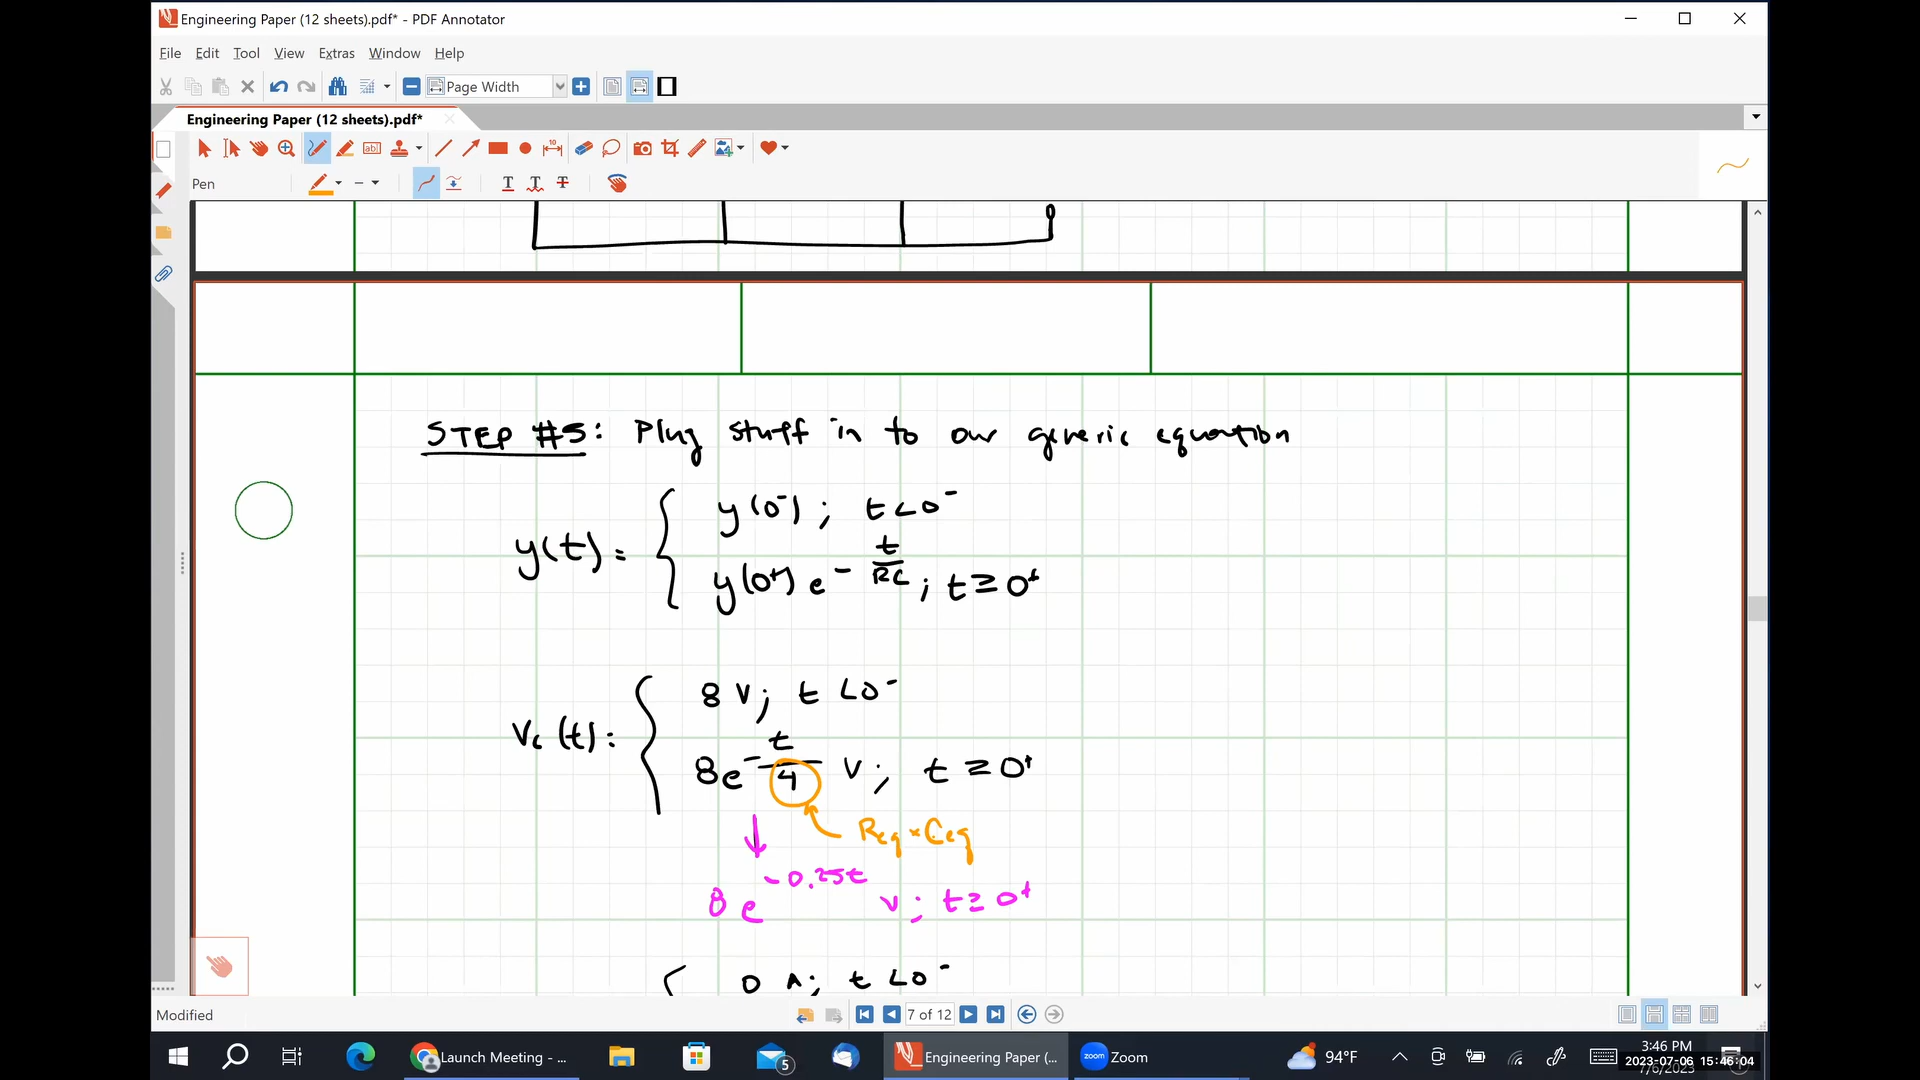 Engineering Paper (12 sheets).pdf* - PDF Annotator
File Edit Tool View Extras Window Help
Page Width
Engineering Paper (12 sheets).pdf*
Pen
STEP #5: Plug stuff in to our generic equation
y(t) = { y(0⁻) ; t<0⁻
y(0⁺) e^(-t/RC) ; t≥0⁺
Vc(t): { 8 V; t<0⁻
8e^(-t/4) V; t≥0⁺
Req × Ceq
8e^(-0.25t) V; t≥0⁺
{ 0 A; t<0⁻
Modified
7 of 12
Launch Meeting - ...
5
Engineering Paper (...
zoom
Zoom
94°F
3:46 PM
2023-07-06 15:46:04